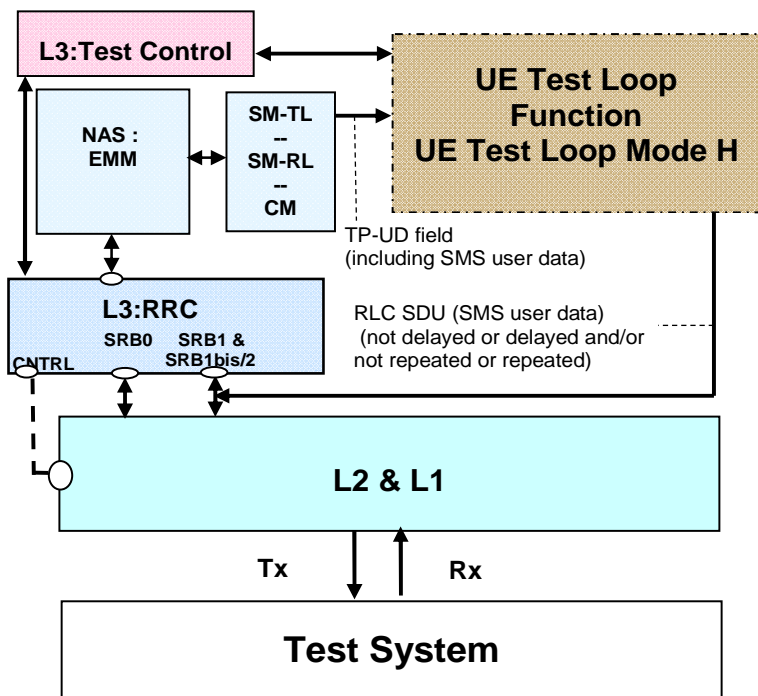 L3:Test Control
UE Test Loop
Function
UE Test Loop Mode H
NAS :
EMM
SM-TL
--
SM-RL
--
CM
TP-UD field
(including SMS user data)
L3:RRC
SRB0
SRB1 &
SRB1bis/2
CNTRL
RLC SDU (SMS user data)
(not delayed or delayed and/or
not repeated or repeated)
L2 & L1
Tx
Rx
Test System